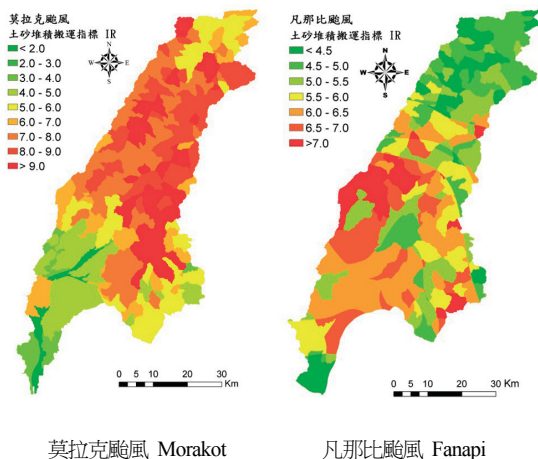 莫拉克颱風
土砂堆積搬運指標 IR
N
W E
S
< 2.0
2.0 - 3.0
3.0 - 4.0
4.0 - 5.0
5.0 - 6.0
6.0 - 7.0
7.0 - 8.0
8.0 - 9.0
> 9.0
0 5 10 20 30
Km
莫拉克颱風 Morakot
凡那比颱風
土砂堆積搬運指標 IR
N
W E
S
< 4.5
4.5 - 5.0
5.0 - 5.5
5.5 - 6.0
6.0 - 6.5
6.5 - 7.0
>7.0
0 5 10 20 30
Km
凡那比颱風 Fanapi